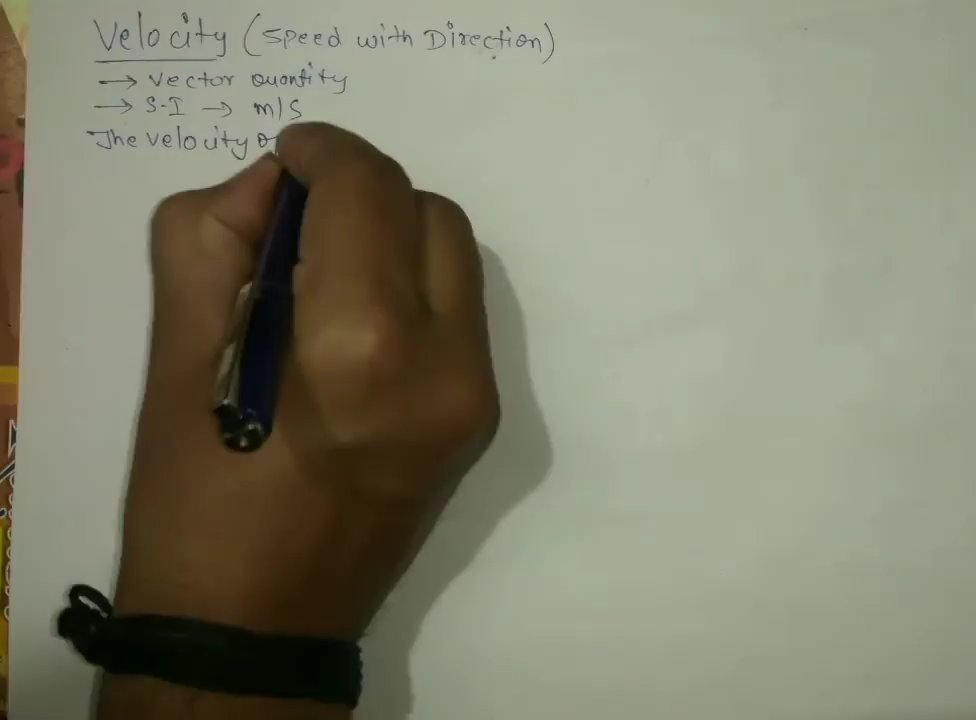 Velocity (Speed with Direction)
→ Vector quantity
→ S.I → m/s
The velocity